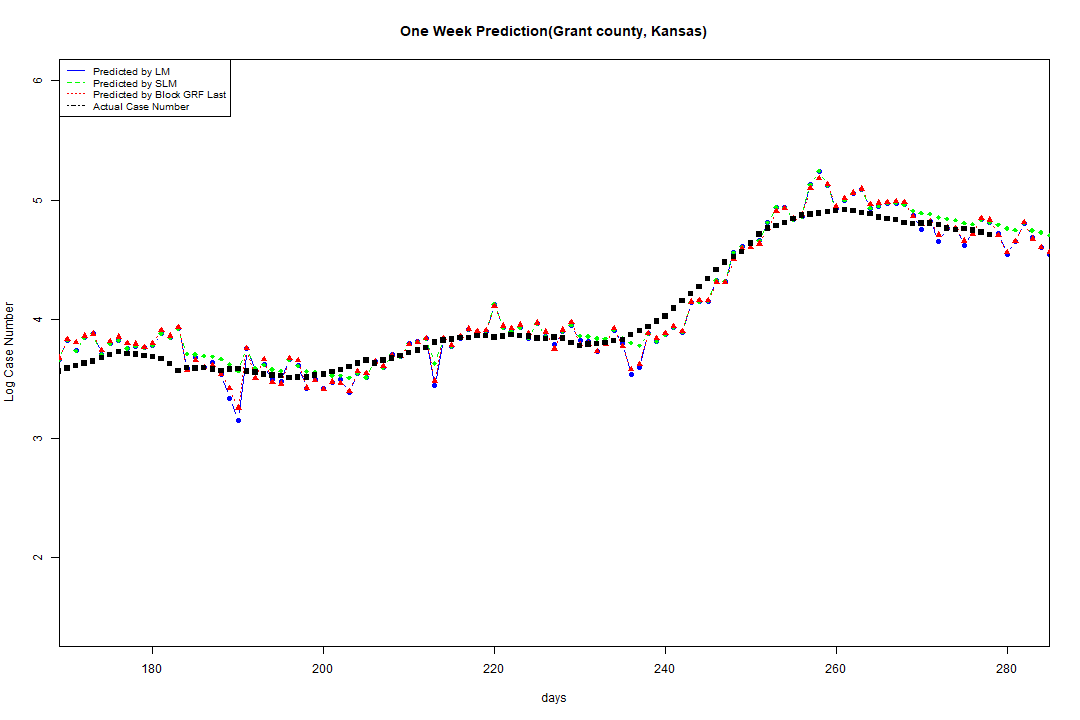 One Week Prediction(Grant county, Kansas)
Predicted by LM
Predicted by SLM
Predicted by Block GRF Last
Actual Case Number
6
5
4
3
2
Log Case Number
180 200 220 240 260 280
days